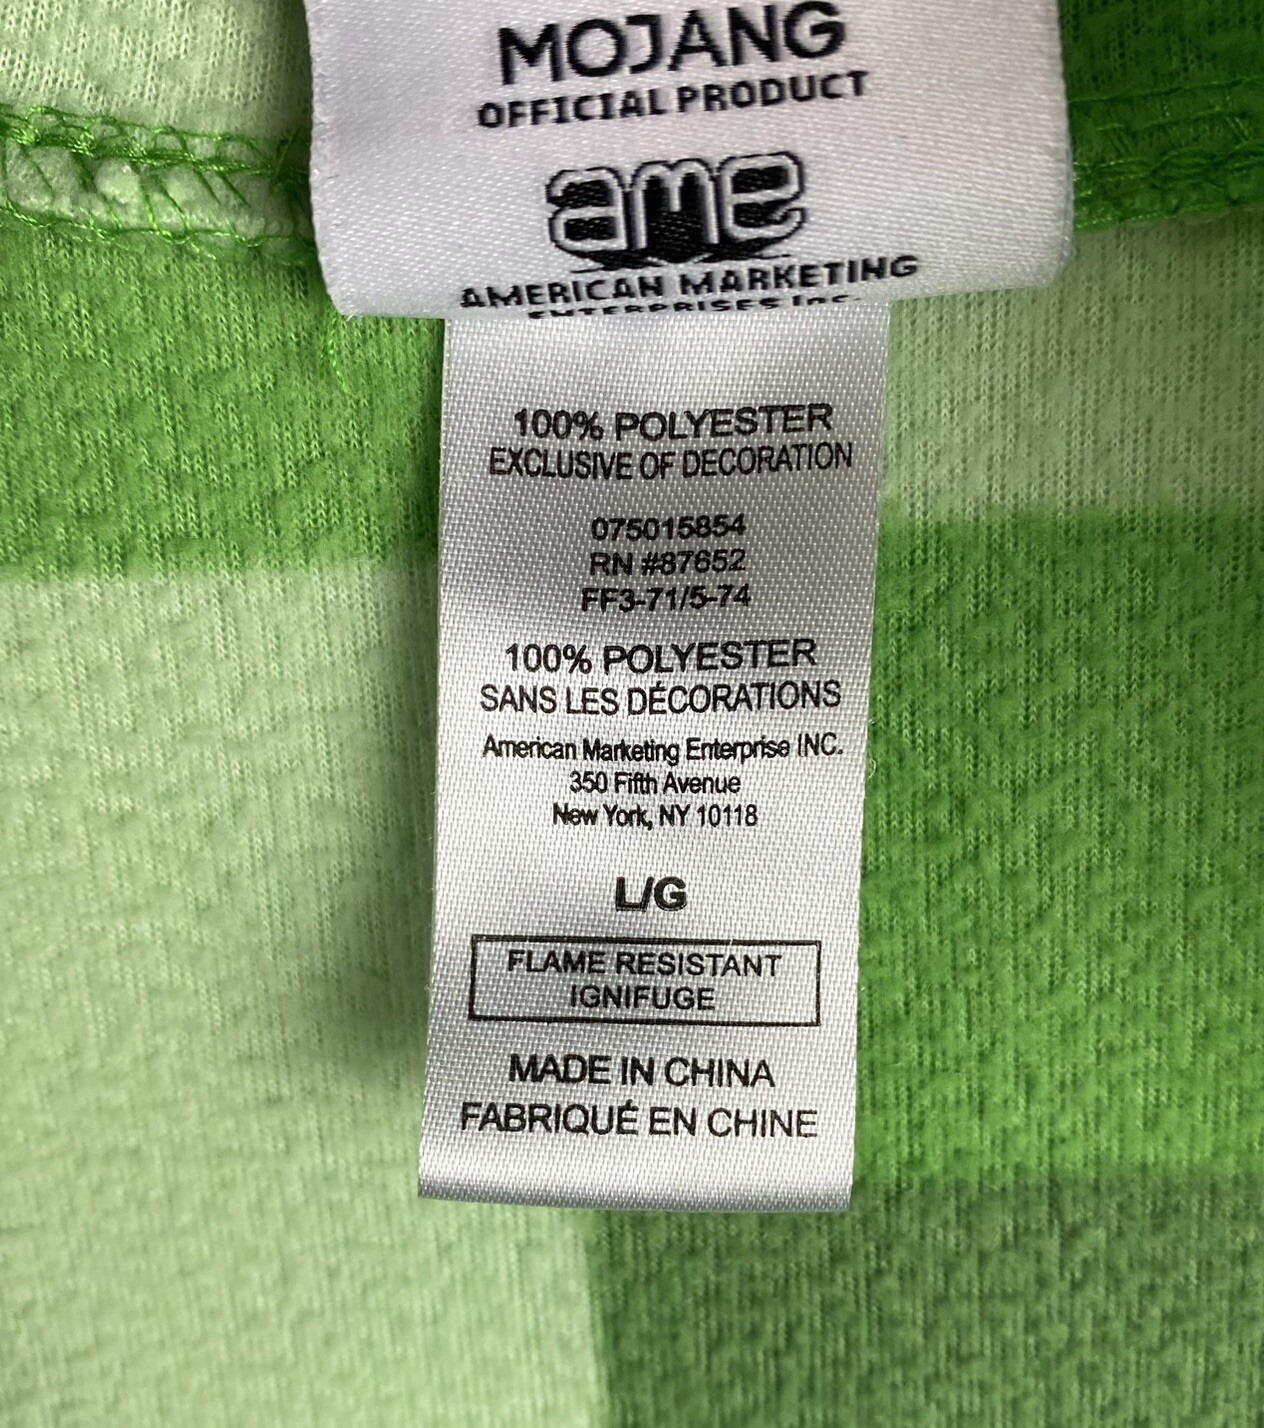 MOJANG
OFFICIAL PRODUCT
ame
AMERICAN MARKETING
ENTERPRISES Inc.
100% POLYESTER
EXCLUSIVE OF DECORATION
075015854
RN #87652
FF3-71/5-74
100% POLYESTER
SANS LES DÉCORATIONS
American Marketing Enterprise INC.
350 Fifth Avenue
New York, NY 10118
L/G
FLAME RESISTANT
IGNIFUGE
MADE IN CHINA
FABRIQUÉ EN CHINE